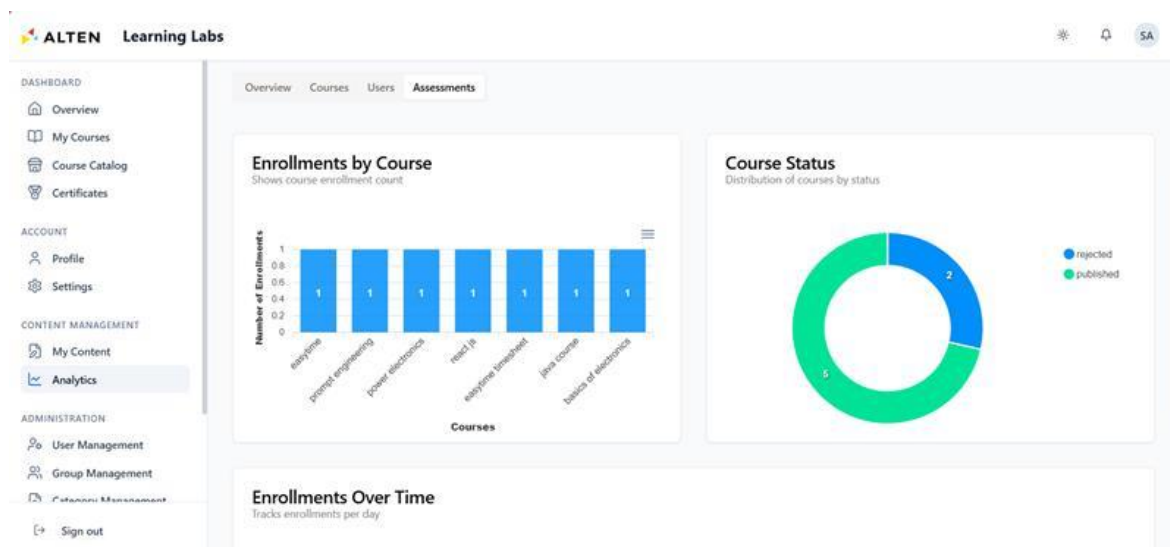 ALTEN Learning Labs
SA
DASHBOARD
Overview
My Courses
Course Catalog
Certificates
ACCOUNT
Profile
Settings
CONTENT MANAGEMENT
My Content
Analytics
ADMINISTRATION
User Management
Group Management
Category Management
Sign out
Overview Courses Users Assessments
Enrollments by Course
Shows course enrollment count
Number of Enrollments
1
0.8
0.6
0.4
0.2
0
1 1 1 1 1 1 1
easytime
prompt engineering
power electronics
react js
easytime timesheet
java course
basics of electronics
Courses
Course Status
Distribution of courses by status
2
5
rejected
published
Enrollments Over Time
Tracks enrollments per day